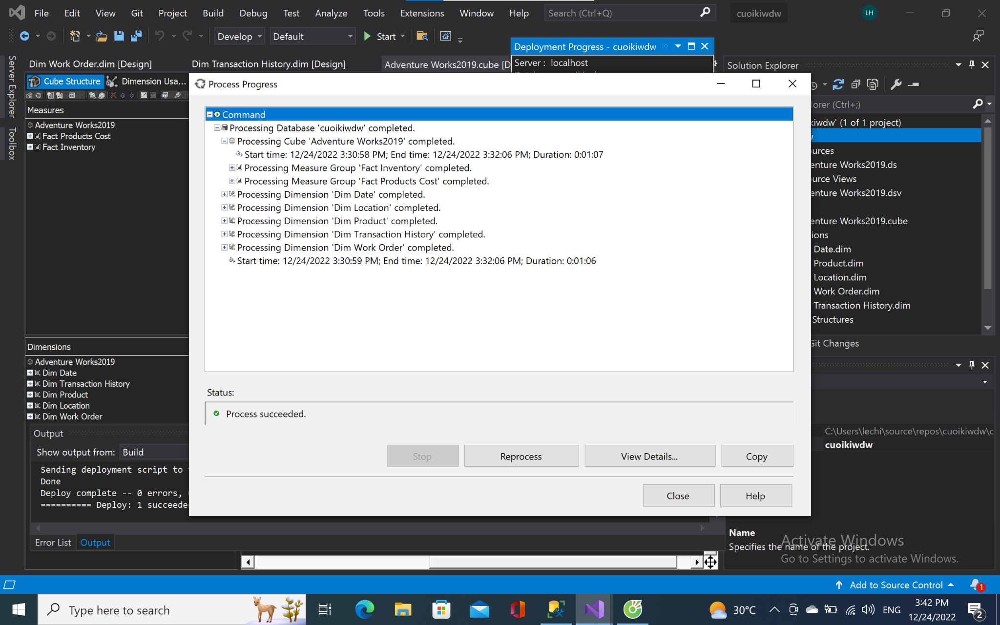 File Edit View Git Project Build Debug Test Analyze Tools Extensions Window Help Search (Ctrl+Q) cuoikiwdw LH
Develop Default Start
Deployment Progress - cuoikiwdw
Server : localhost
Server Explorer
Toolbox
Dim Work Order.dim [Design] Dim Transaction History.dim [Design] Adventure Works2019.cube [D
Cube Structure Dimension Usa...
Measures
Adventure Works2019
Fact Products Cost
Fact Inventory
Process Progress
Command
Processing Database 'cuoikiwdw' completed.
Processing Cube 'Adventure Works2019' completed.
Start time: 12/24/2022 3:30:58 PM; End time: 12/24/2022 3:32:06 PM; Duration: 0:01:07
Processing Measure Group 'Fact Inventory' completed.
Processing Measure Group 'Fact Products Cost' completed.
Processing Dimension 'Dim Date' completed.
Processing Dimension 'Dim Location' completed.
Processing Dimension 'Dim Product' completed.
Processing Dimension 'Dim Transaction History' completed.
Processing Dimension 'Dim Work Order' completed.
Start time: 12/24/2022 3:30:59 PM; End time: 12/24/2022 3:32:06 PM; Duration: 0:01:06
Status:
Process succeeded.
Stop Reprocess View Details... Copy
Close Help
Solution Explorer
lorer (Ctrl+;)
kiwdw' (1 of 1 project)
urces
enture Works2019.ds
urce Views
enture Works2019.dsv
enture Works2019.cube
ions
Date.dim
Product.dim
Location.dim
Work Order.dim
Transaction History.dim
Structures
Git Changes
C:\Users\lechi\source\repos\cuoikiwdw\c
cuoikiwdw
Name
Specifies the name of the project.
Activate Windows
Go to Settings to activate Windows.
Dimensions
Adventure Works2019
Dim Date
Dim Transaction History
Dim Product
Dim Location
Dim Work Order
Output
Show output from: Build
Sending deployment script to
Done
Deploy complete -- 0 errors,
========== Deploy: 1 succeede
Error List Output
Add to Source Control 1
Type here to search
30°C ENG
3:42 PM
12/24/2022
2